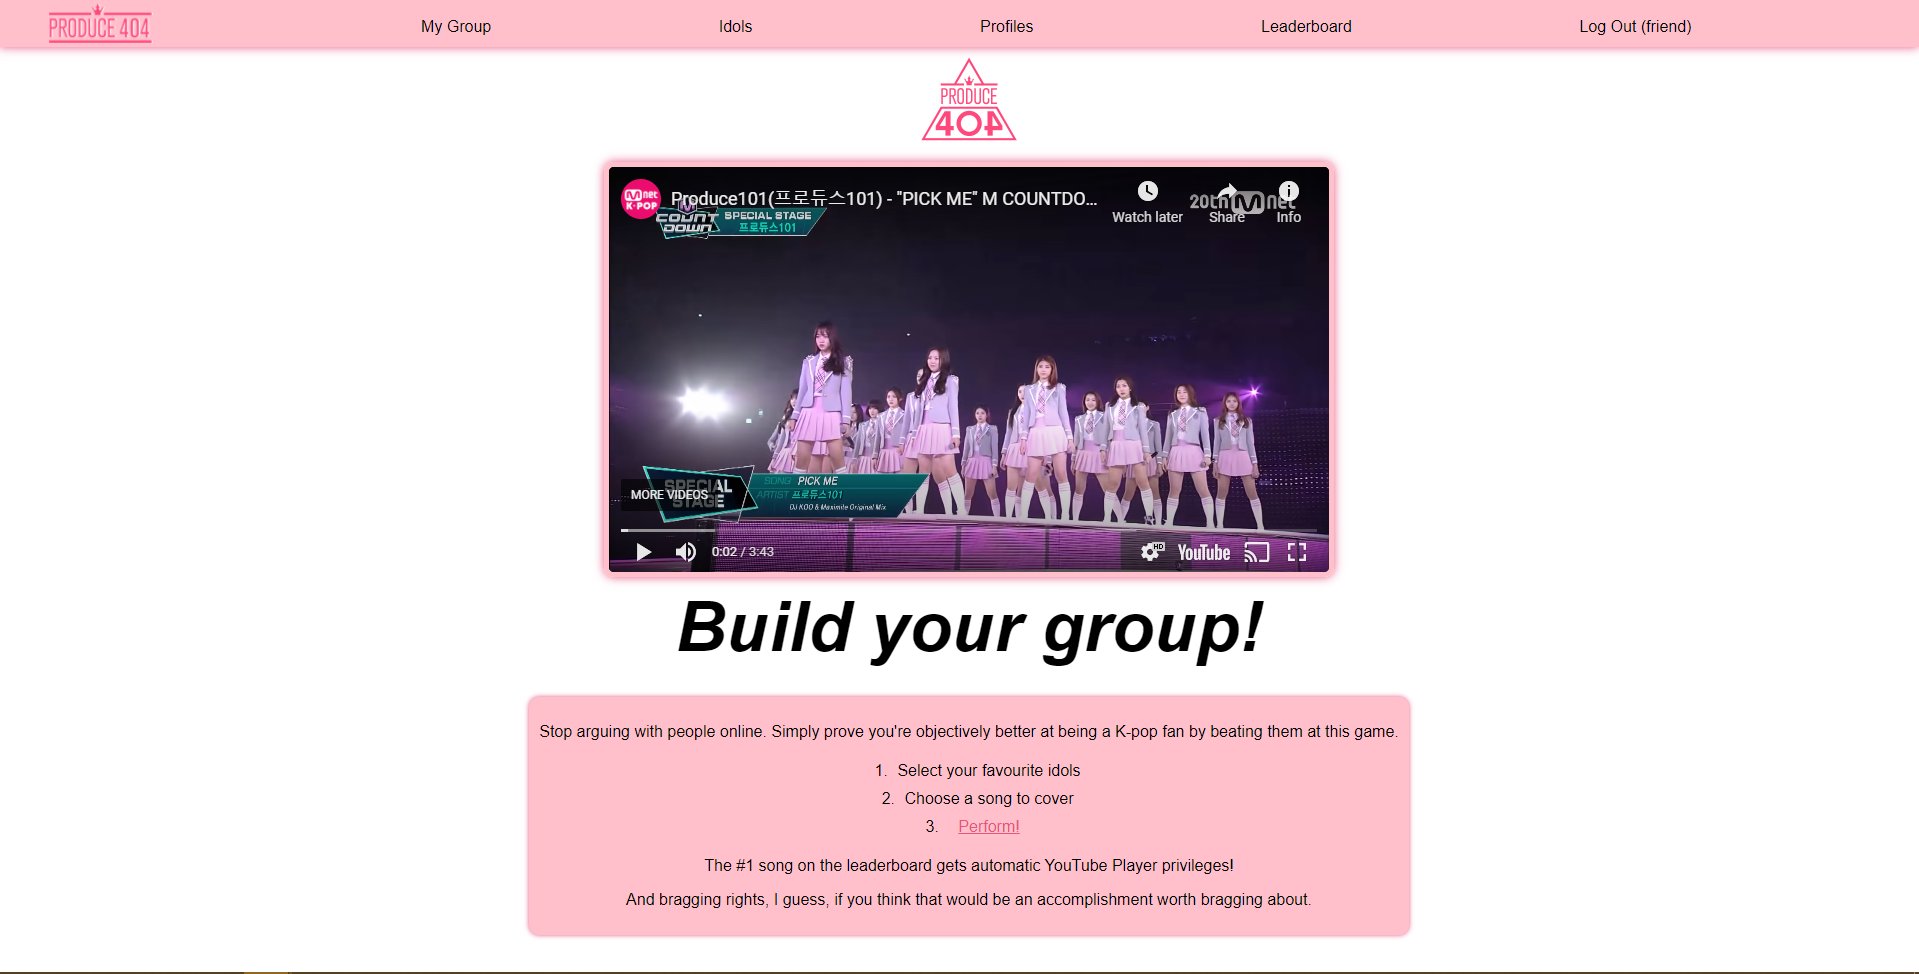 PRODUCE 404
My Group
Idols
Profiles
Leaderboard
Log Out (friend)
PRODUCE
404
Mnet
K-POP
Produce101(프로듀스101) - "PICK ME" M COUNTDO...
Watch later
Share
Info
20th Mnet
M
COUNT
DOWN
SPECIAL STAGE
프로듀스101
SPECIAL
STAGE
MORE VIDEOS
SONG PICK ME
ARTIST 프로듀스101
DJ KOO & Maximite Original Mix
0:02 / 3:43
HD
YouTube
Build your group!
Stop arguing with people online. Simply prove you're objectively better at being a K-pop fan by beating them at this game.
1. Select your favourite idols
2. Choose a song to cover
3. Perform!
The #1 song on the leaderboard gets automatic YouTube Player privileges!
And bragging rights, I guess, if you think that would be an accomplishment worth bragging about.